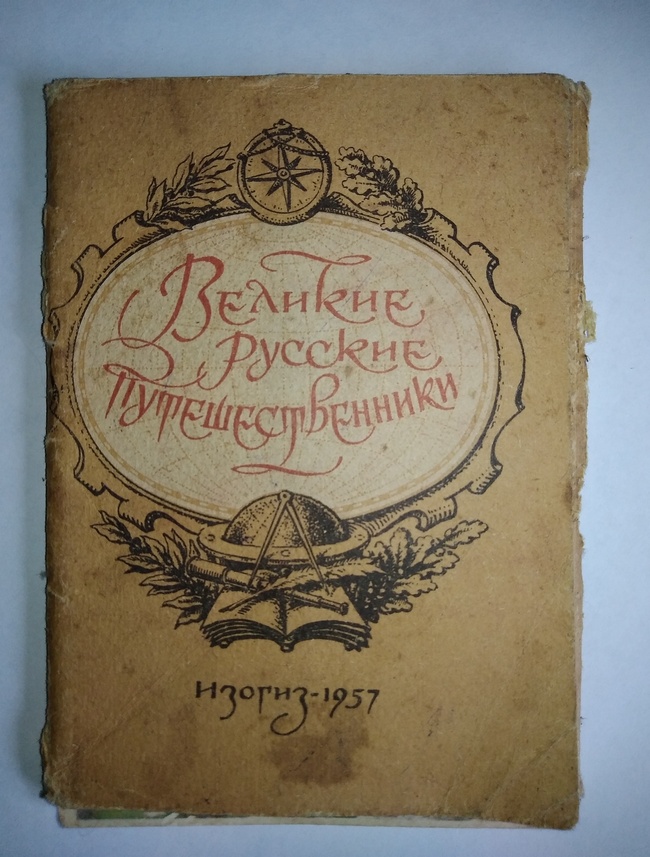 Великие
русские
путешественники
Изогиз-1957